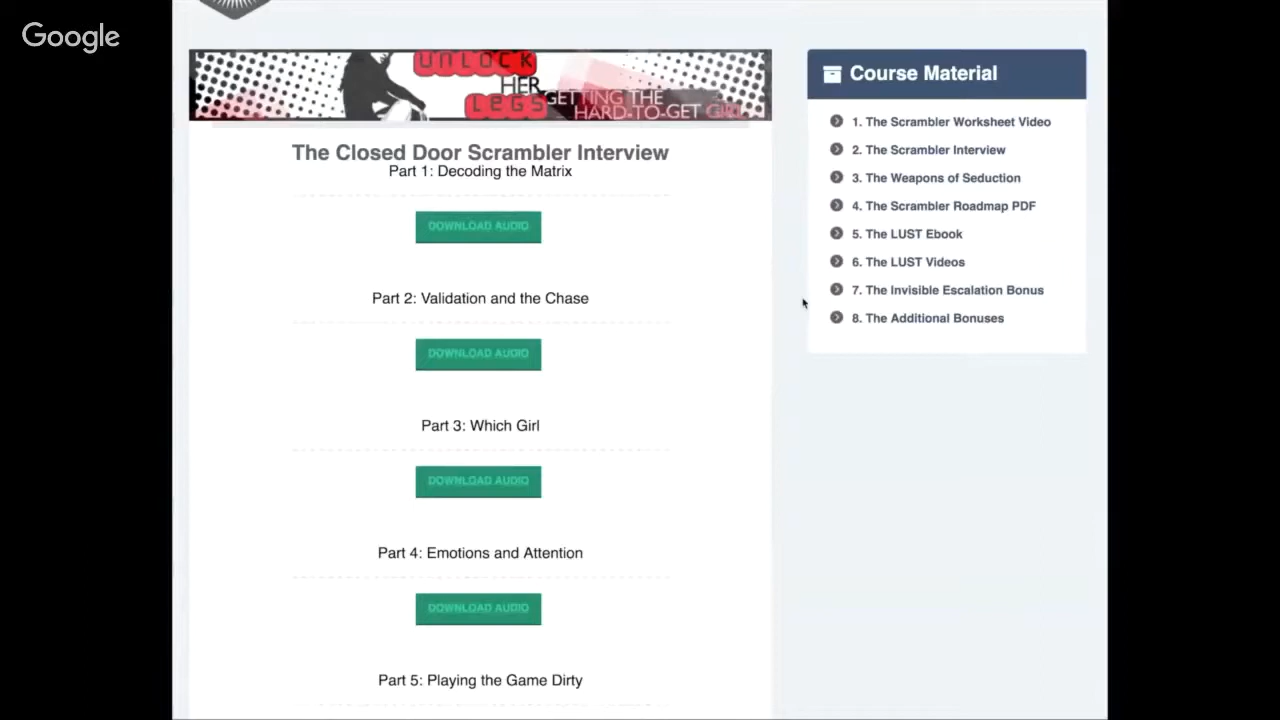 Google
UNLOCK
HER
LEGS
GETTING THE
HARD-TO-GET GIRL
The Closed Door Scrambler Interview
Part 1: Decoding the Matrix
DOWNLOAD AUDIO
Part 2: Validation and the Chase
DOWNLOAD AUDIO
Part 3: Which Girl
DOWNLOAD AUDIO
Part 4: Emotions and Attention
DOWNLOAD AUDIO
Part 5: Playing the Game Dirty
Course Material
1. The Scrambler Worksheet Video
2. The Scrambler Interview
3. The Weapons of Seduction
4. The Scrambler Roadmap PDF
5. The LUST Ebook
6. The LUST Videos
7. The Invisible Escalation Bonus
8. The Additional Bonuses